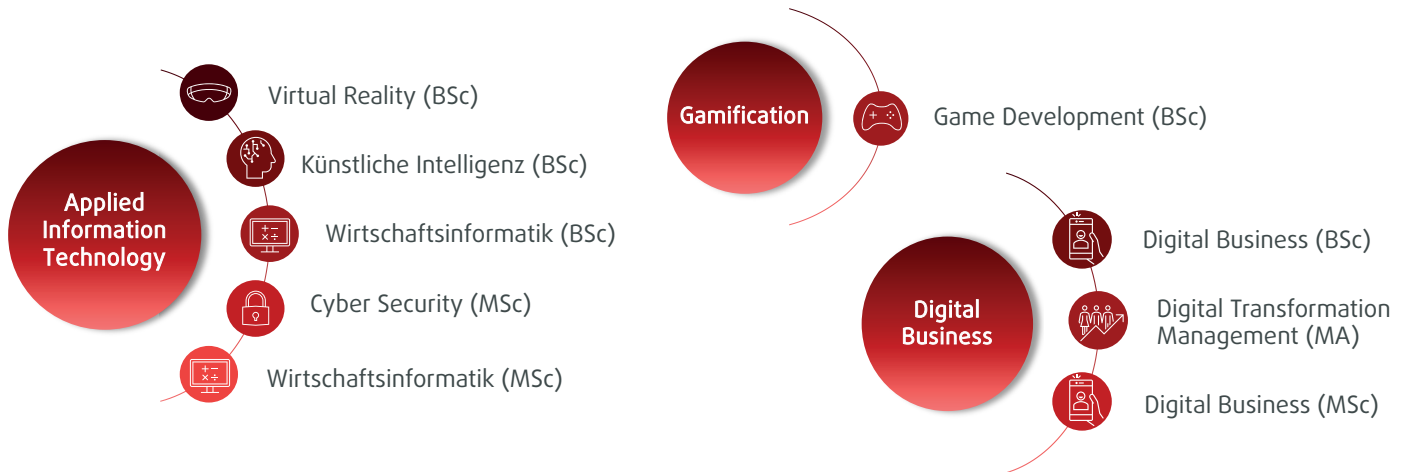 Applied
Information
Technology
Virtual Reality (BSc)
Künstliche Intelligenz (BSc)
Wirtschaftsinformatik (BSc)
Cyber Security (MSc)
Wirtschaftsinformatik (MSc)
Gamification
Game Development (BSc)
Digital
Business
Digital Business (BSc)
Digital Transformation
Management (MA)
Digital Business (MSc)